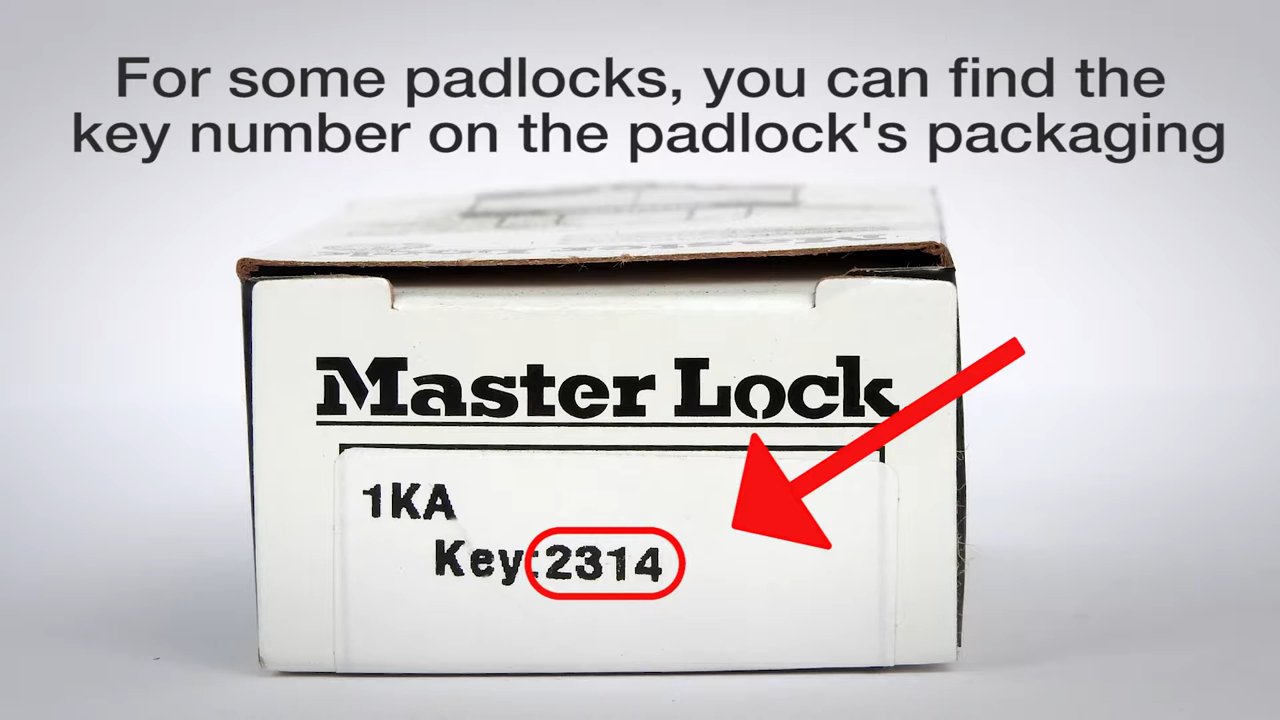 For some padlocks, you can find the
key number on the padlock's packaging
Master Lock
1KA
Key:2314